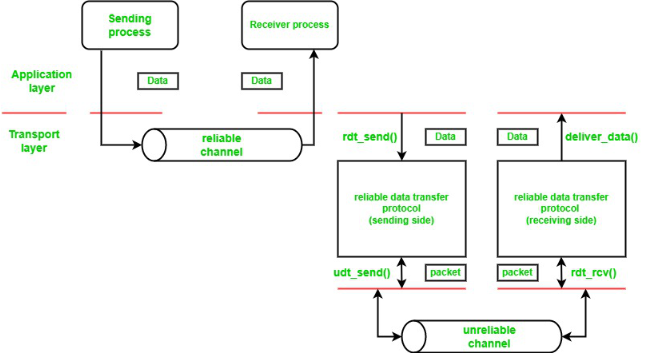 Sending
process
Receiver process
Application
layer
Data
Data
Transport
layer
reliable
channel
rdt_send()
Data
Data
deliver_data()
reliable data transfer
protocol
(sending side)
reliable data transfer
protocol
(receiving side)
udt_send()
packet
packet
rdt_rcv()
unreliable
channel